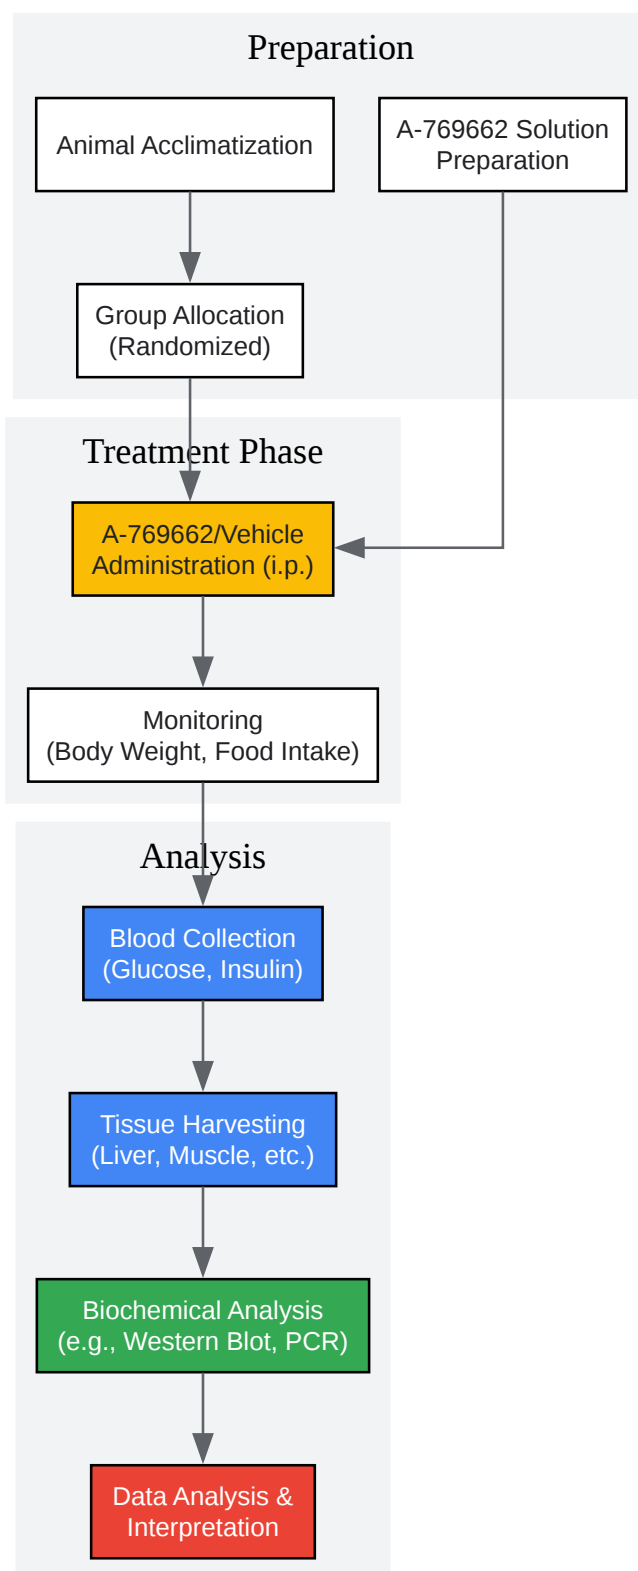 Preparation
Animal Acclimatization
A-769662 Solution
Preparation
Group Allocation
(Randomized)
Treatment Phase
A-769662/Vehicle
Administration (i.p.)
Monitoring
(Body Weight, Food Intake)
Analysis
Blood Collection
(Glucose, Insulin)
Tissue Harvesting
(Liver, Muscle, etc.)
Biochemical Analysis
(e.g., Western Blot, PCR)
Data Analysis &
Interpretation